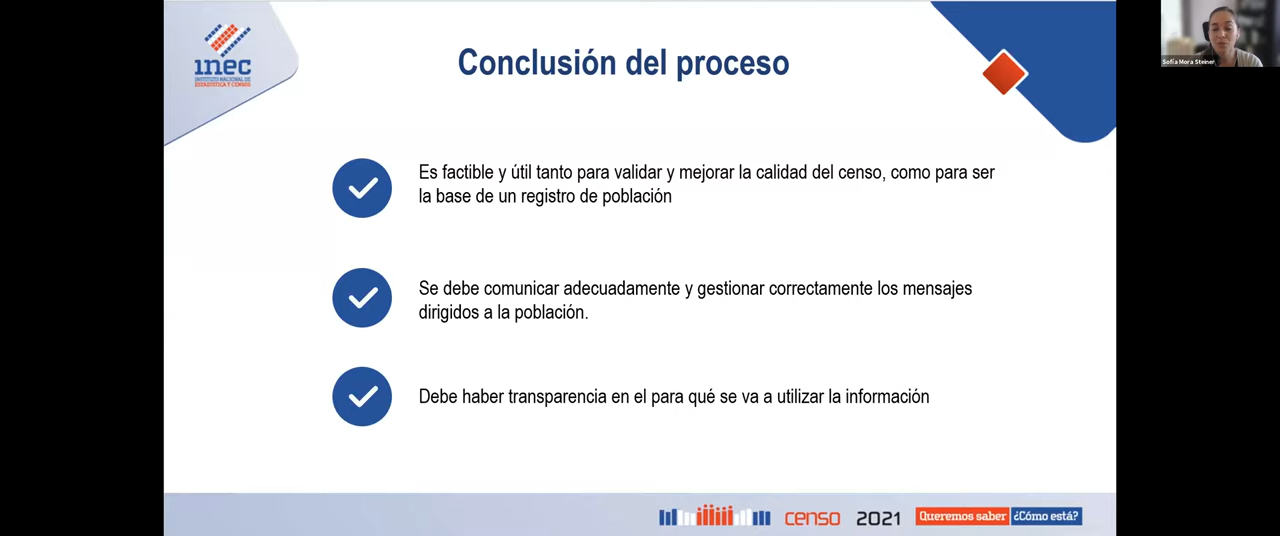 inec
INSTITUTO NACIONAL DE
ESTADÍSTICA Y CENSOS
Conclusión del proceso
Sofía Mora Steiner
Es factible y útil tanto para validar y mejorar la calidad del censo, como para ser
la base de un registro de población
Se debe comunicar adecuadamente y gestionar correctamente los mensajes
dirigidos a la población.
Debe haber transparencia en el para qué se va a utilizar la información
censo 2021 Queremos saber ¿Cómo está?